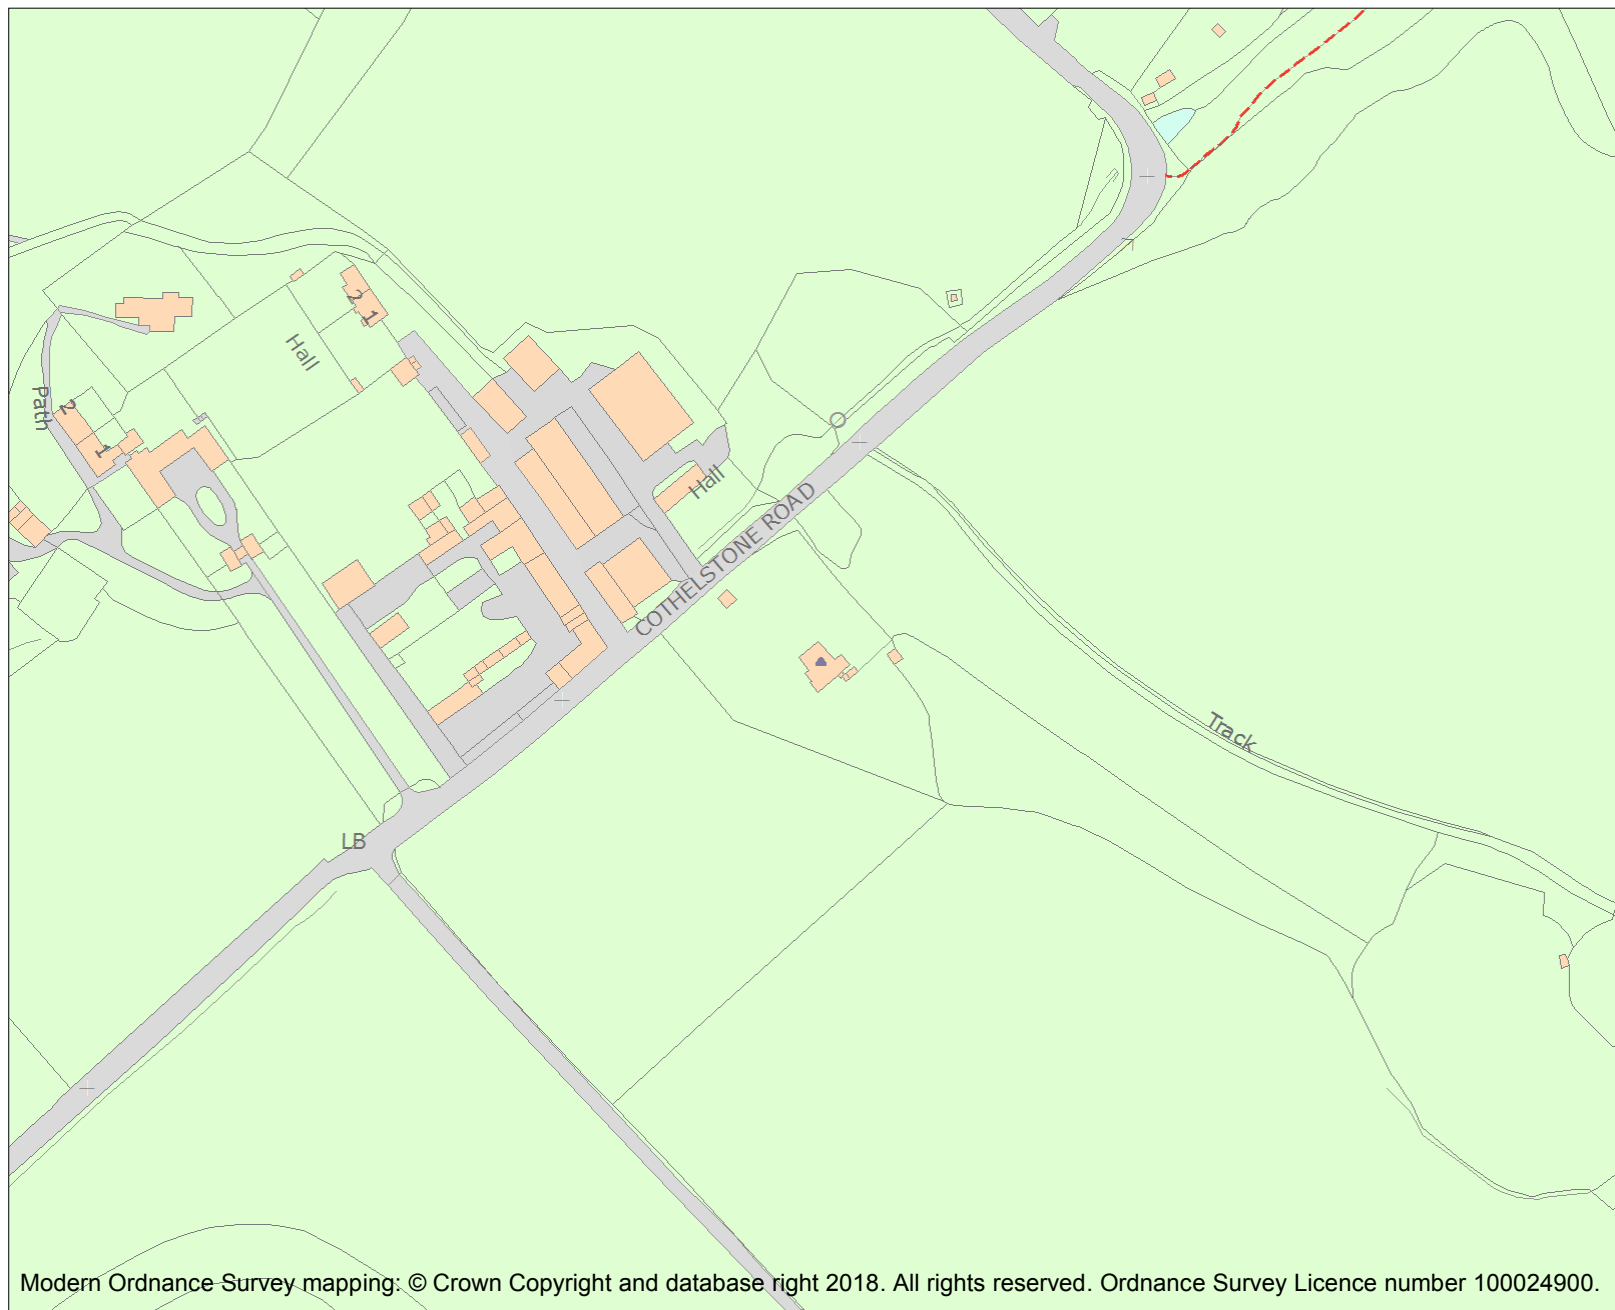 2 1
Hall
Path
2
1
Hall
COTHELSTONE ROAD
Track
LB
Modern Ordnance Survey mapping: © Crown Copyright and database right 2018. All rights reserved. Ordnance Survey Licence number 100024900.